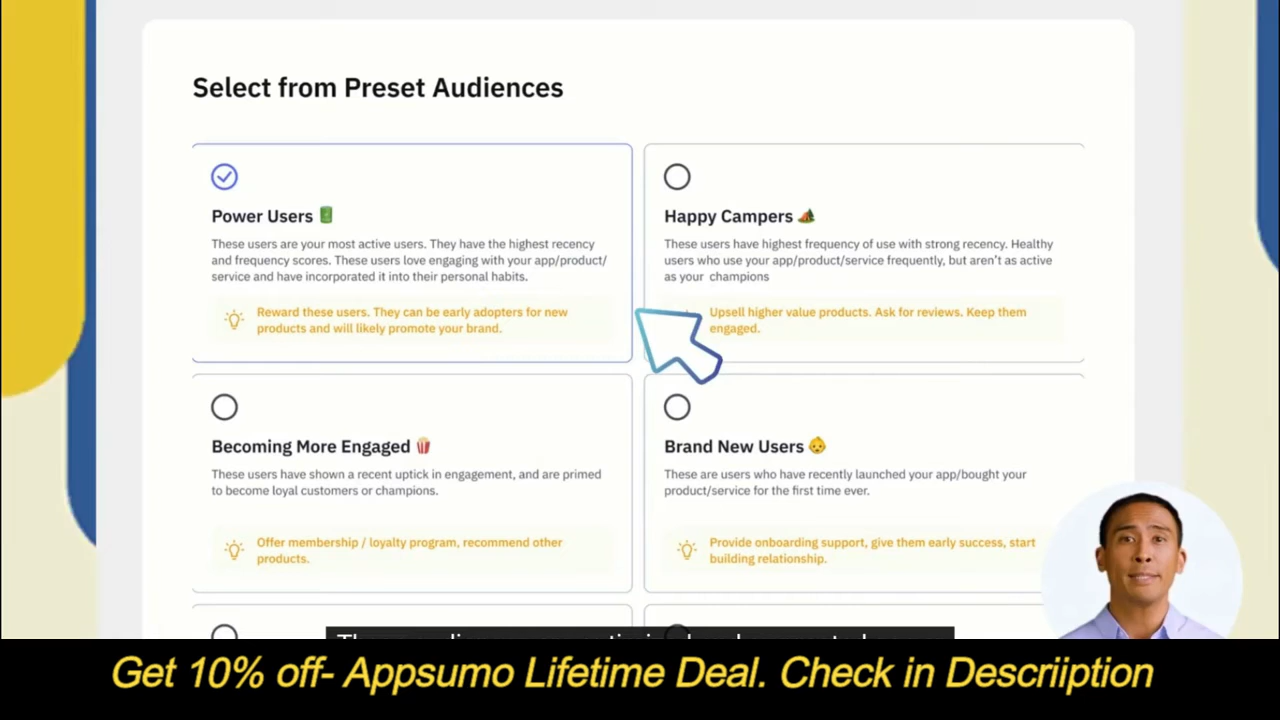 Select from Preset Audiences
Power Users
These users are your most active users. They have the highest recency
and frequency scores. These users love engaging with your app/product/
service and have incorporated it into their personal habits.
Reward these users. They can be early adopters for new
products and will likely promote your brand.
Happy Campers
These users have highest frequency of use with strong recency. Healthy
users who use your app/product/service frequently, but aren't as active
as your champions
Upsell higher value products. Ask for reviews. Keep them
engaged.
Becoming More Engaged
These users have shown a recent uptick in engagement, and are primed
to become loyal customers or champions.
Offer membership / loyalty program, recommend other
products.
Brand New Users
These are users who have recently launched your app/bought your
product/service for the first time ever.
Provide onboarding support, give them early success, start
building relationship.
Get 10% off- Appsumo Lifetime Deal. Check in Descriiption